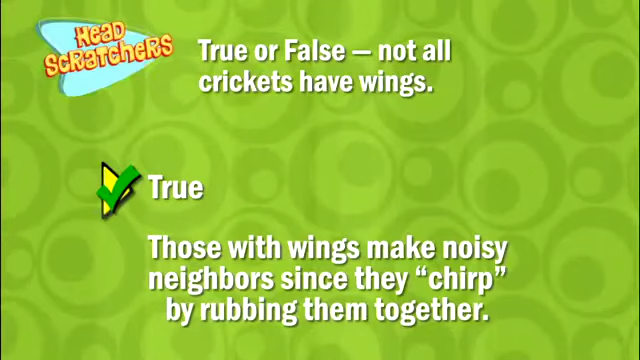 HEAD
SCRATCHERS
True or False — not all
crickets have wings.
True
Those with wings make noisy
neighbors since they “chirp”
by rubbing them together.